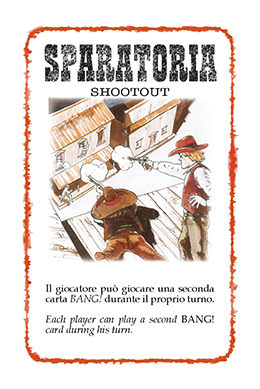 SPARATORIA
SHOOTOUT
Il giocatore può giocare una seconda
carta BANG! durante il proprio turno.
Each player can play a second BANG!
card during his turn.